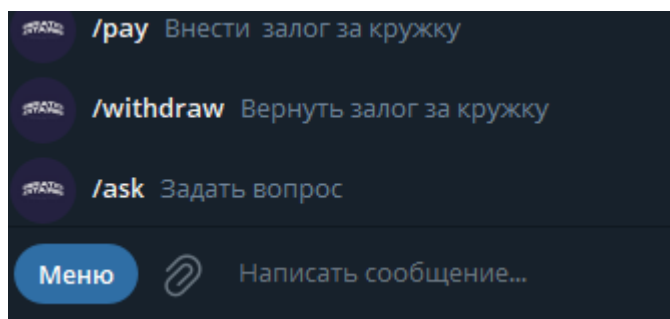 /pay Внести залог за кружку
/withdraw Вернуть залог за кружку
/ask Задать вопрос
Меню Написать сообщение...